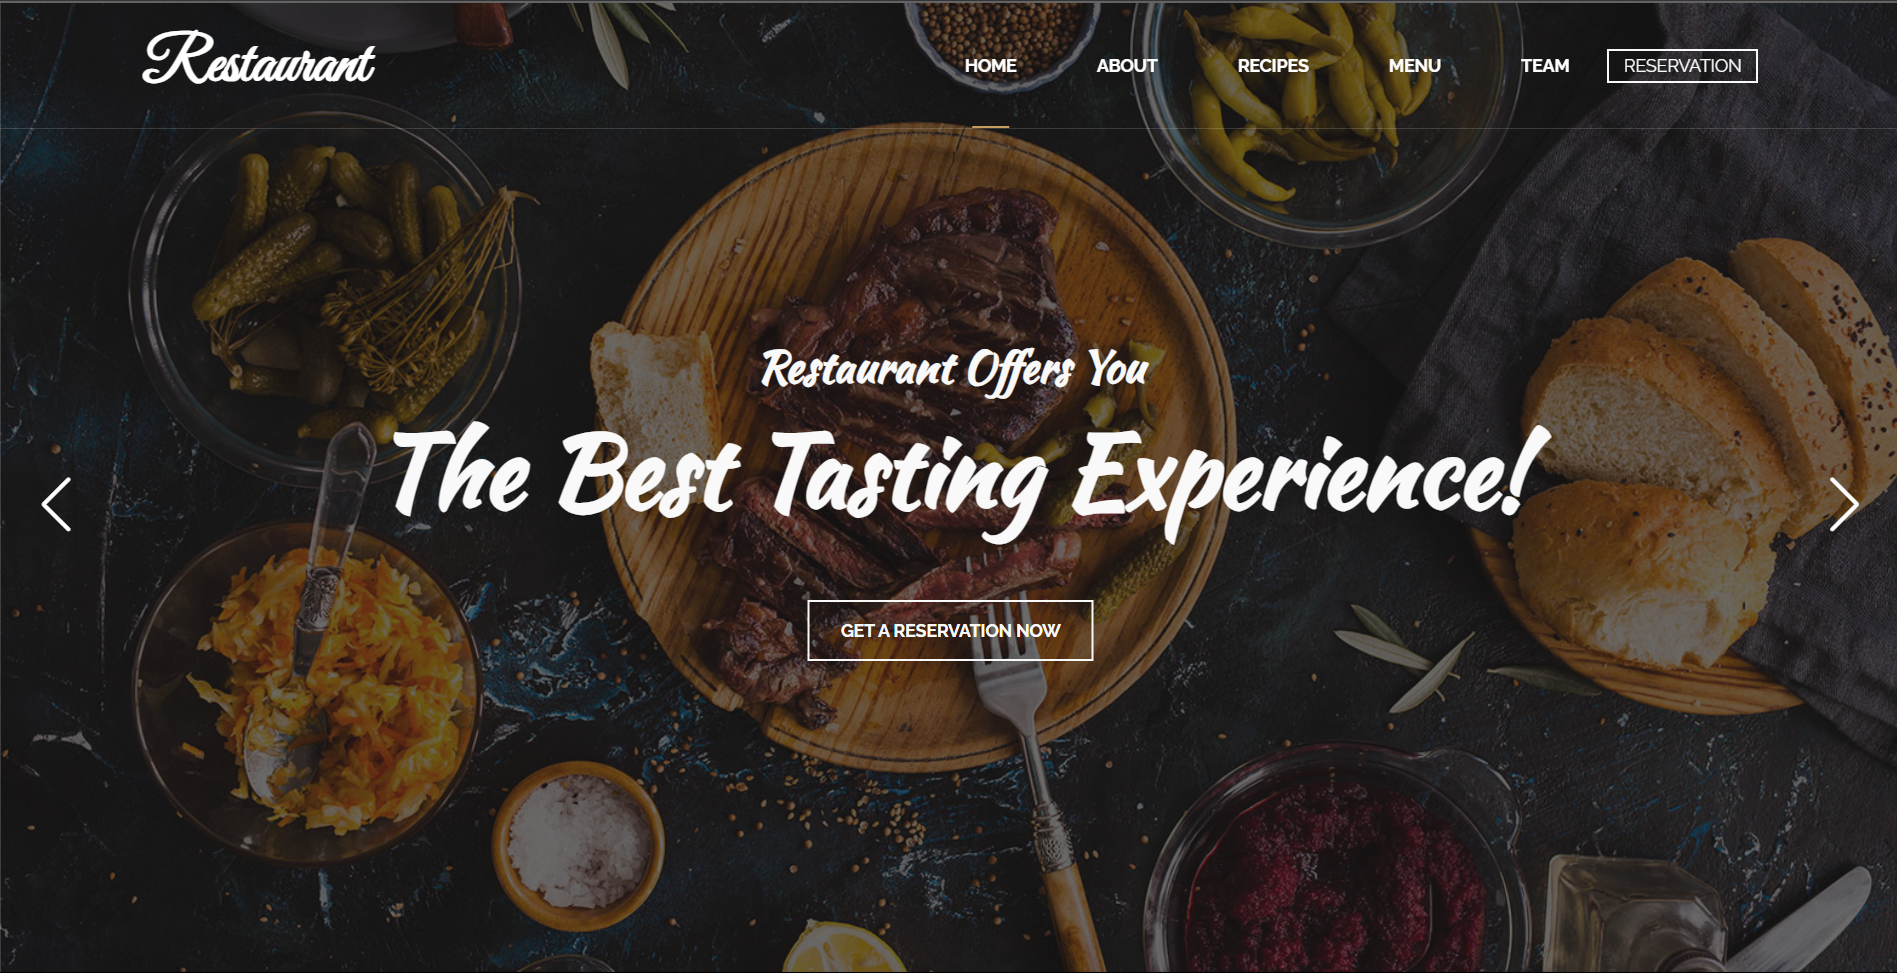 Restaurant
HOME ABOUT RECIPES MENU TEAM RESERVATION
Restaurant Offers You
The Best Tasting Experience!
GET A RESERVATION NOW